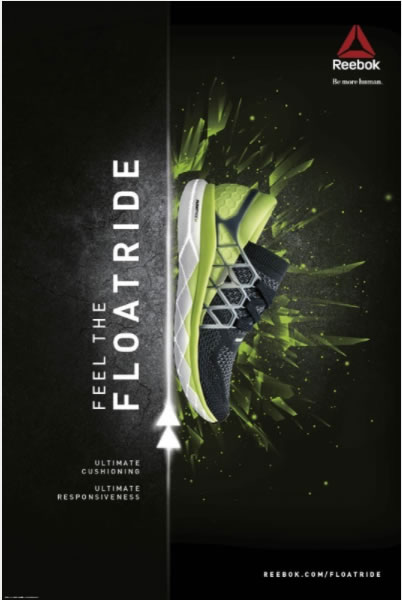 Reebok
Be more human.
FEEL THE
FLOATRIDE
ULTIMATE
CUSHIONING
ULTIMATE
RESPONSIVENESS
REEBOK.COM/FLOATRIDE